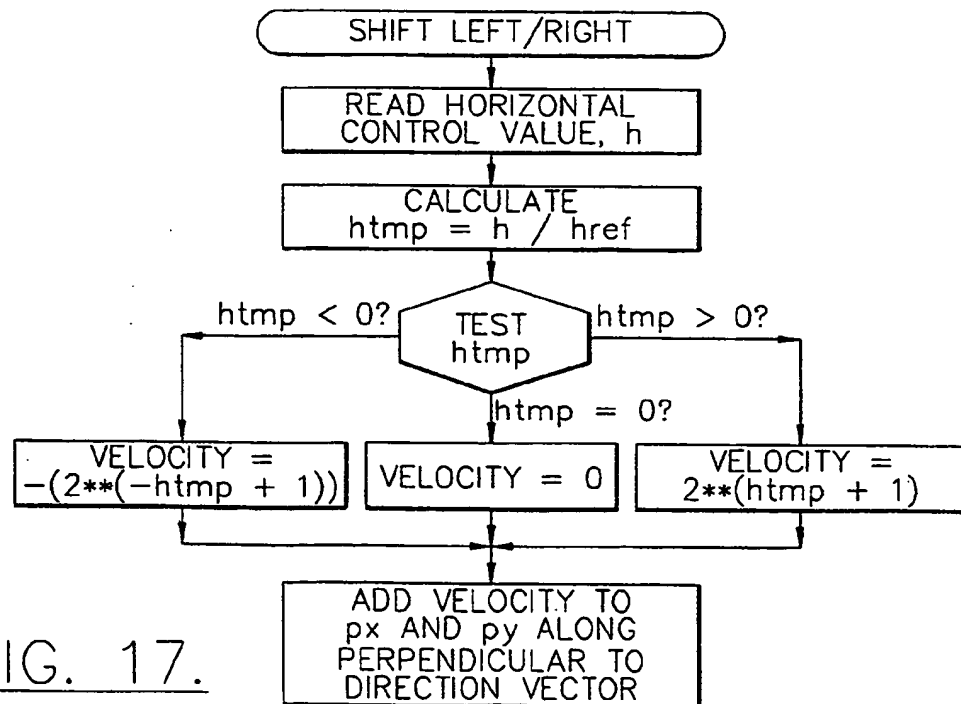 SHIFT LEFT/RIGHT
READ HORIZONTAL
CONTROL VALUE, h
CALCULATE
htmp = h / href
htmp < 0?
TEST
htmp
htmp > 0?
htmp = 0?
VELOCITY =
-(2**(-htmp + 1))
VELOCITY = 0
VELOCITY =
2**(htmp + 1)
ADD VELOCITY TO
px AND py ALONG
PERPENDICULAR TO
DIRECTION VECTOR
IG. 17.